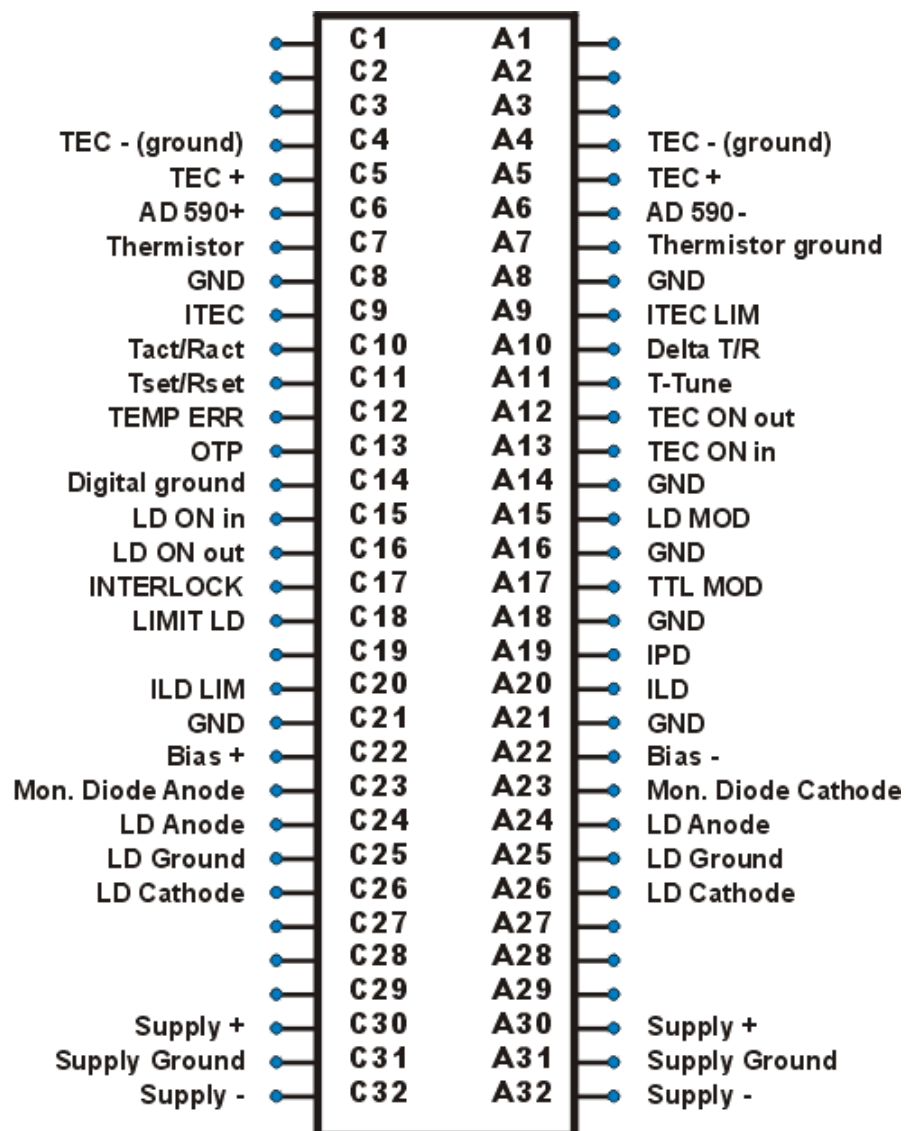 C1 A1
C2 A2
C3 A3
TEC - (ground) C4 A4 TEC - (ground)
TEC + C5 A5 TEC +
AD 590+ C6 A6 AD 590-
Thermistor C7 A7 Thermistor ground
GND C8 A8 GND
ITEC C9 A9 ITEC LIM
Tact/Ract C10 A10 Delta T/R
Tset/Rset C11 A11 T-Tune
TEMP ERR C12 A12 TEC ON out
OTP C13 A13 TEC ON in
Digital ground C14 A14 GND
LD ON in C15 A15 LD MOD
LD ON out C16 A16 GND
INTERLOCK C17 A17 TTL MOD
LIMIT LD C18 A18 GND
C19 A19 IPD
ILD LIM C20 A20 ILD
GND C21 A21 GND
Bias + C22 A22 Bias -
Mon. Diode Anode C23 A23 Mon. Diode Cathode
LD Anode C24 A24 LD Anode
LD Ground C25 A25 LD Ground
LD Cathode C26 A26 LD Cathode
C27 A27
C28 A28
C29 A29
Supply + C30 A30 Supply +
Supply Ground C31 A31 Supply Ground
Supply - C32 A32 Supply -